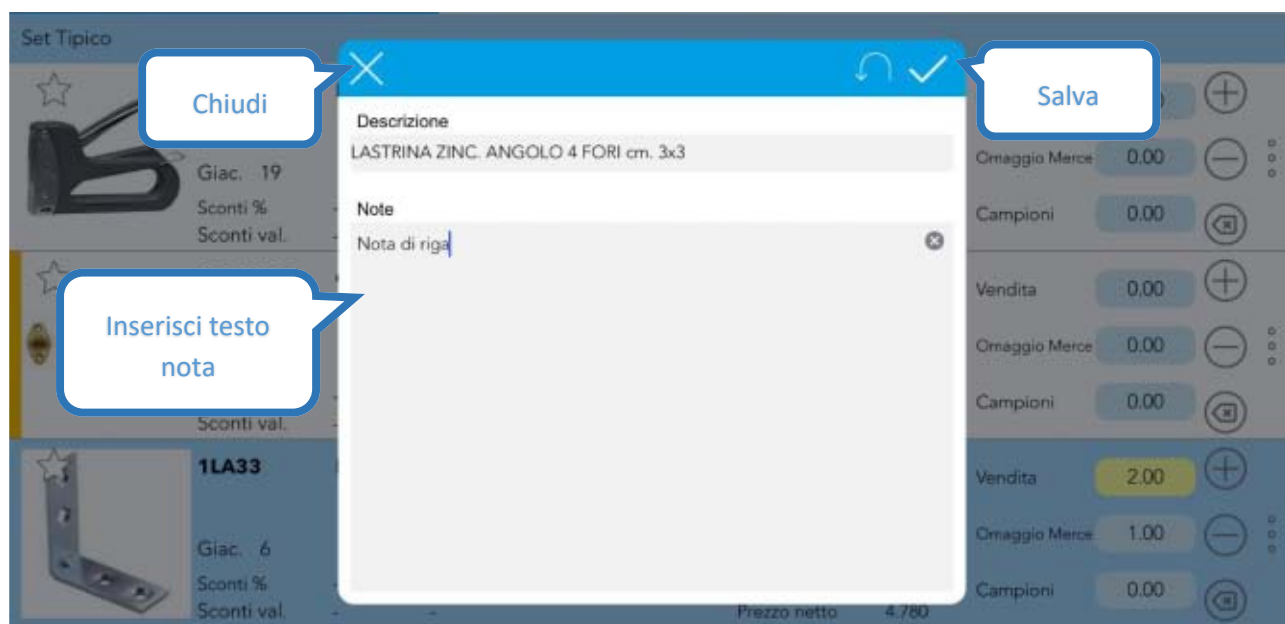 Set Tipico
Chiudi
Salva
Descrizione
LASTRINA ZINC. ANGOLO 4 FORI cm. 3x3
Giac. 19
Omaggio Merce 0.00
Sconti %
Note
Campioni 0.00
Sconti val.
Nota di riga
Vendita 0.00
Inserisci testo
nota
Omaggio Merce 0.00
Campioni 0.00
Sconti val.
1LA33
Vendita 2.00
Giac. 6
Omaggio Merce 1.00
Sconti %
Campioni 0.00
Sconti val. - -
Prezzo netto 4.780